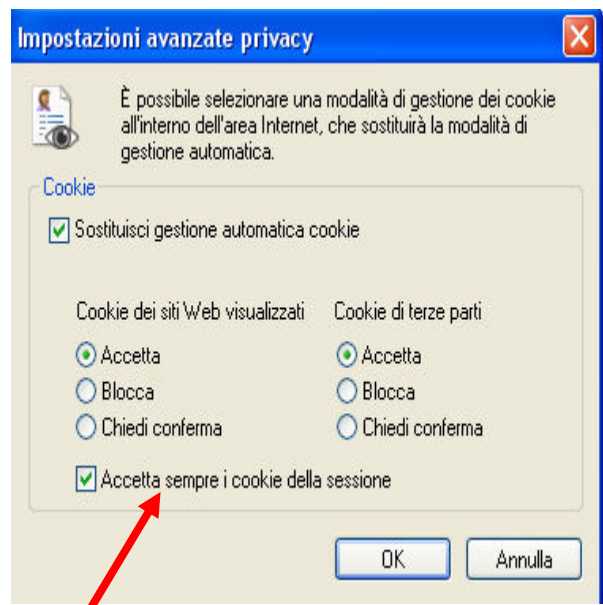 Impostazioni avanzate privacy
È possibile selezionare una modalità di gestione dei cookie
all'interno dell'area Internet, che sostituirà la modalità di
gestione automatica.
Cookie
Sostituisci gestione automatica cookie
Cookie dei siti Web visualizzati
Cookie di terze parti
Accetta
Accetta
Blocca
Blocca
Chiedi conferma
Chiedi conferma
Accetta sempre i cookie della sessione
OK
Annulla